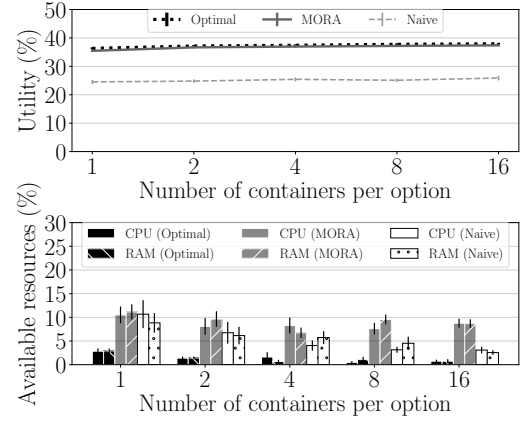 50
40
30
20
10
0
Utility (%)
Optimal MORA Naive
1 2 4 8 16
Number of containers per option
30
25
20
15
10
5
0
Available resources (%)
CPU (Optimal) CPU (MORA) CPU (Naive)
RAM (Optimal) RAM (MORA) RAM (Naive)
1 2 4 8 16
Number of containers per option